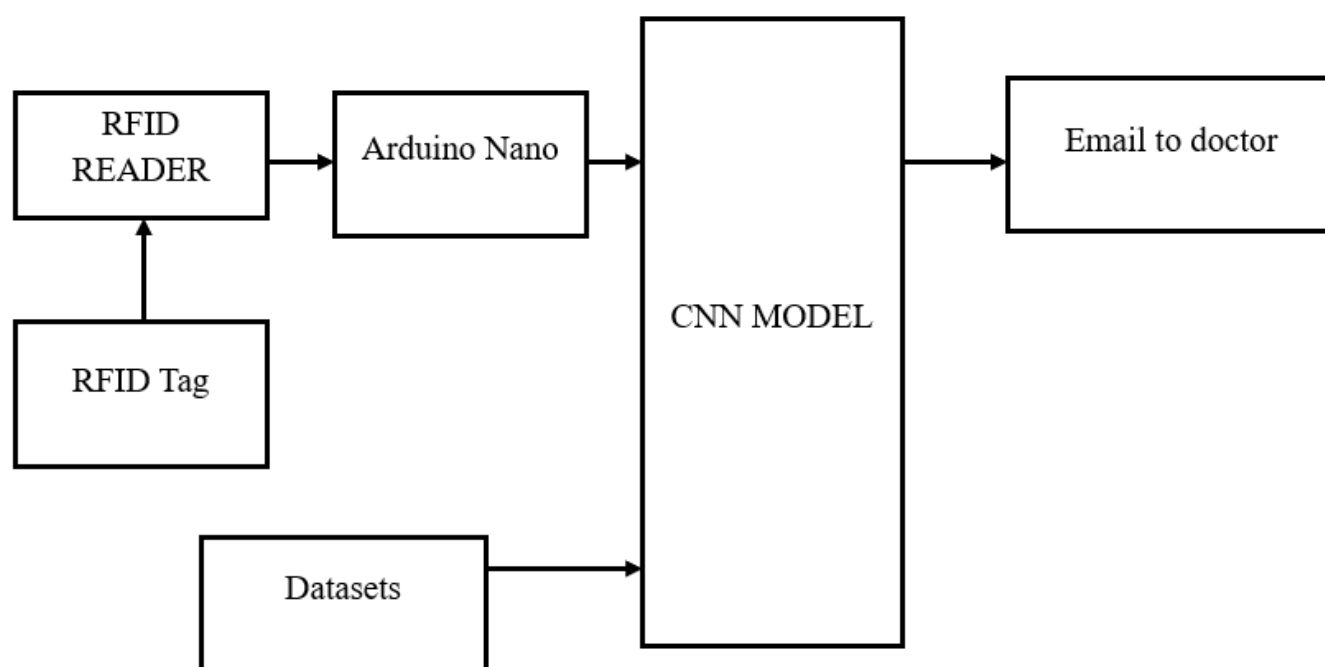 RFID
READER
Arduino Nano
Email to doctor
CNN MODEL
RFID Tag
Datasets